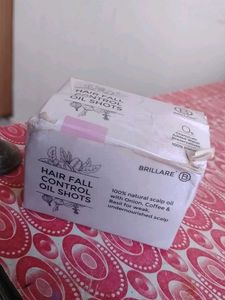 HAIR FALL
CONTROL
OIL SHOTS
HAIR FALL
CONTROL
OIL SHOTS
BRILLARE B
100% natural scalp oil
with Onion, Coffee &
Basil for weak,
undernourished scalp